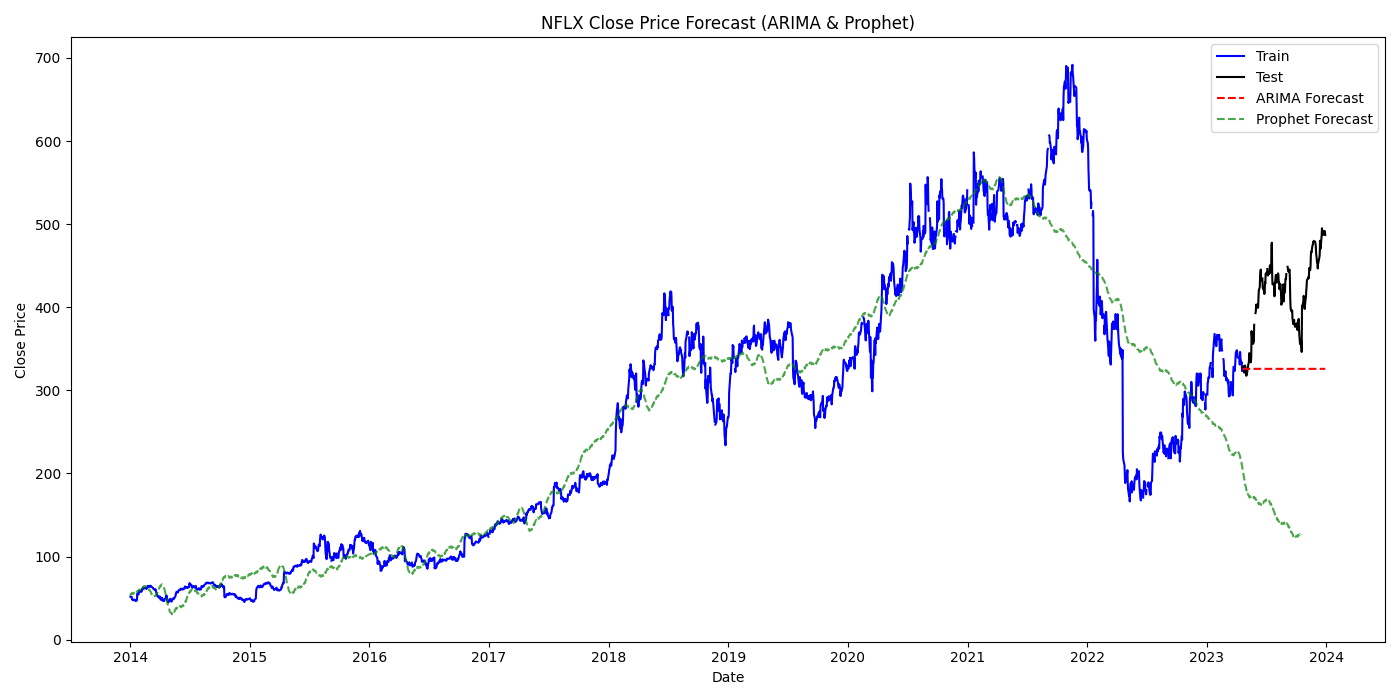 NFLX Close Price Forecast (ARIMA & Prophet)
Train
Test
ARIMA Forecast
Prophet Forecast
Close Price
700
600
500
400
300
200
100
0
2014 2015 2016 2017 2018 2019 2020 2021 2022 2023 2024
Date